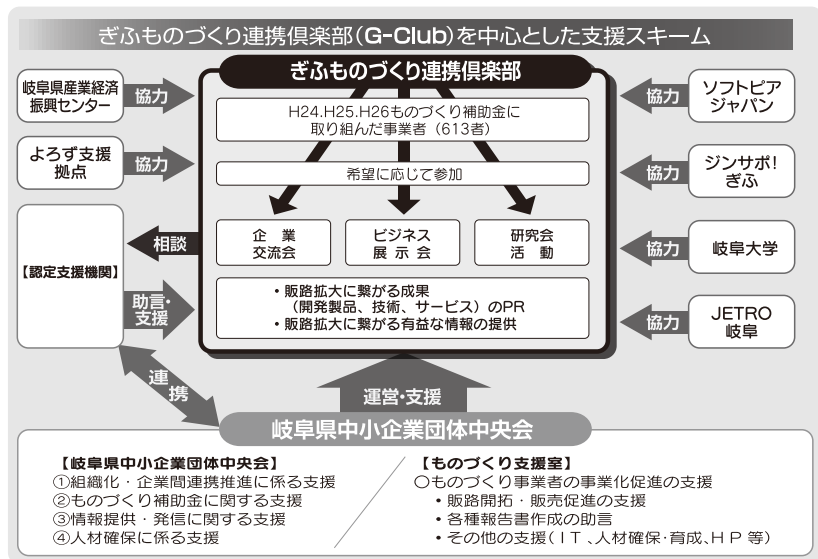 ぎふものづくり連携倶楽部(G-Club)を中心とした支援スキーム
ぎふものづくり連携倶楽部
岐阜県産業経済
振興センター
協力
よろず支援
拠点
協力
【認定支援機関】
相談
助言・
支援
連携
H24.H25.H26ものづくり補助金に
取り組んだ事業者(613者)
希望に応じて参加
企業
交流会
ビジネス
展示会
研究会
活動
・販路拡大に繋がる成果
(開発製品、技術、サービス)のPR
・販路拡大に繋がる有益な情報の提供
協力
ソフトピア
ジャパン
協力
ジンサポ!
ぎふ
協力
岐阜大学
協力
JETRO
岐阜
運営・支援
岐阜県中小企業団体中央会
【岐阜県中小企業団体中央会】
①組織化・企業間連携推進に係る支援
②ものづくり補助金に関する支援
③情報提供・発信に関する支援
④人材確保に係る支援
【ものづくり支援室】
○ものづくり事業者の事業化促進の支援
・販路開拓・販売促進の支援
・各種報告書作成の助言
・その他の支援(IT、人材確保・育成、HP 等)